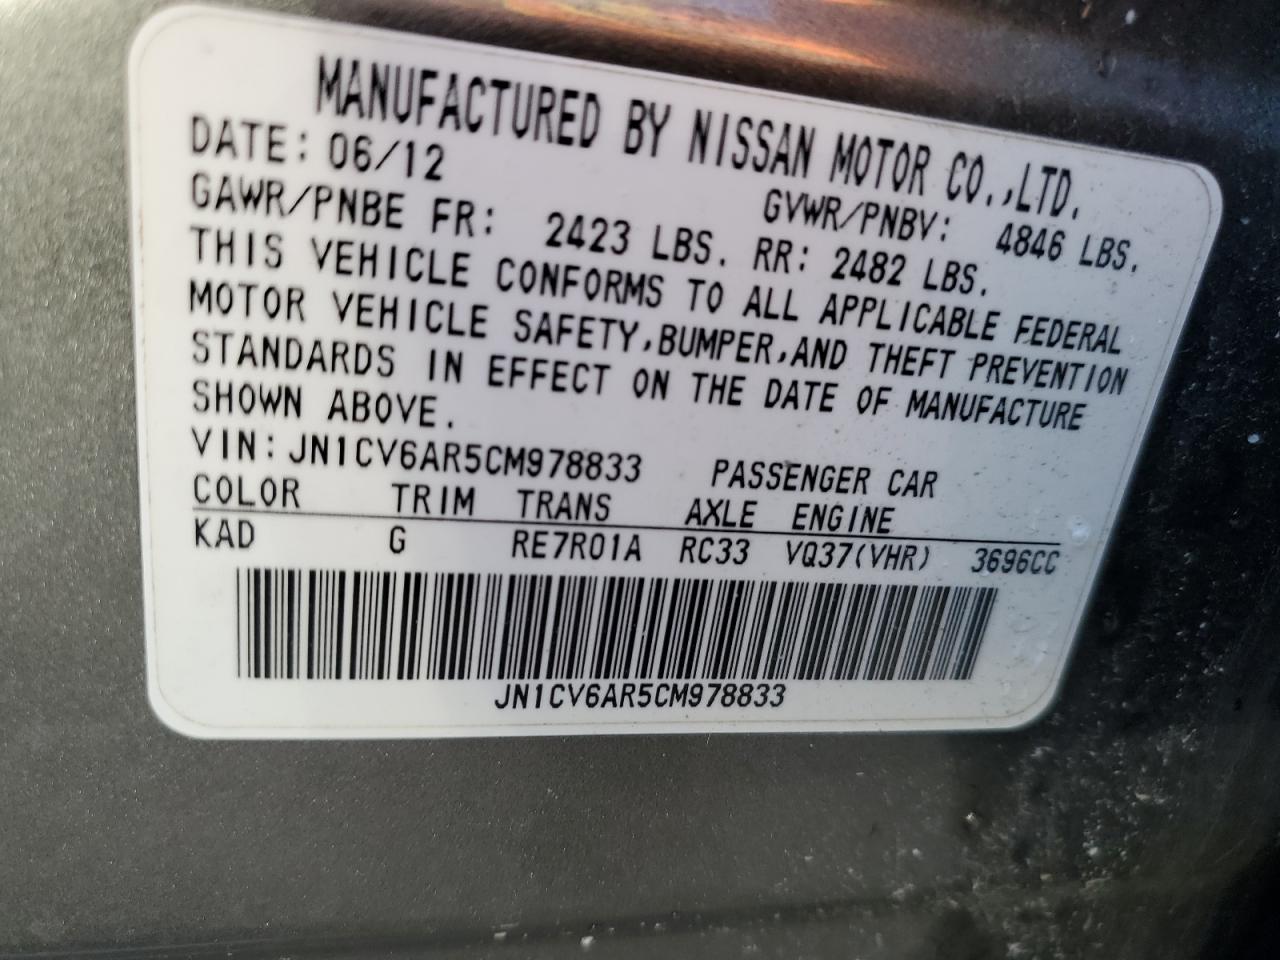 MANUFACTURED BY NISSAN MOTOR CO.,LTD.
DATE: 06/12 GVWR/PNBV: 4846 LBS.
GAWR/PNBE FR: 2423 LBS. RR: 2482 LBS.
THIS VEHICLE CONFORMS TO ALL APPLICABLE FEDERAL
MOTOR VEHICLE SAFETY,BUMPER,AND THEFT PREVENTION
STANDARDS IN EFFECT ON THE DATE OF MANUFACTURE
SHOWN ABOVE.
VIN: JN1CV6AR5CM978833 PASSENGER CAR
COLOR TRIM TRANS AXLE ENGINE
KAD G RE7R01A RC33 VQ37(VHR) 3696CC
JN1CV6AR5CM978833